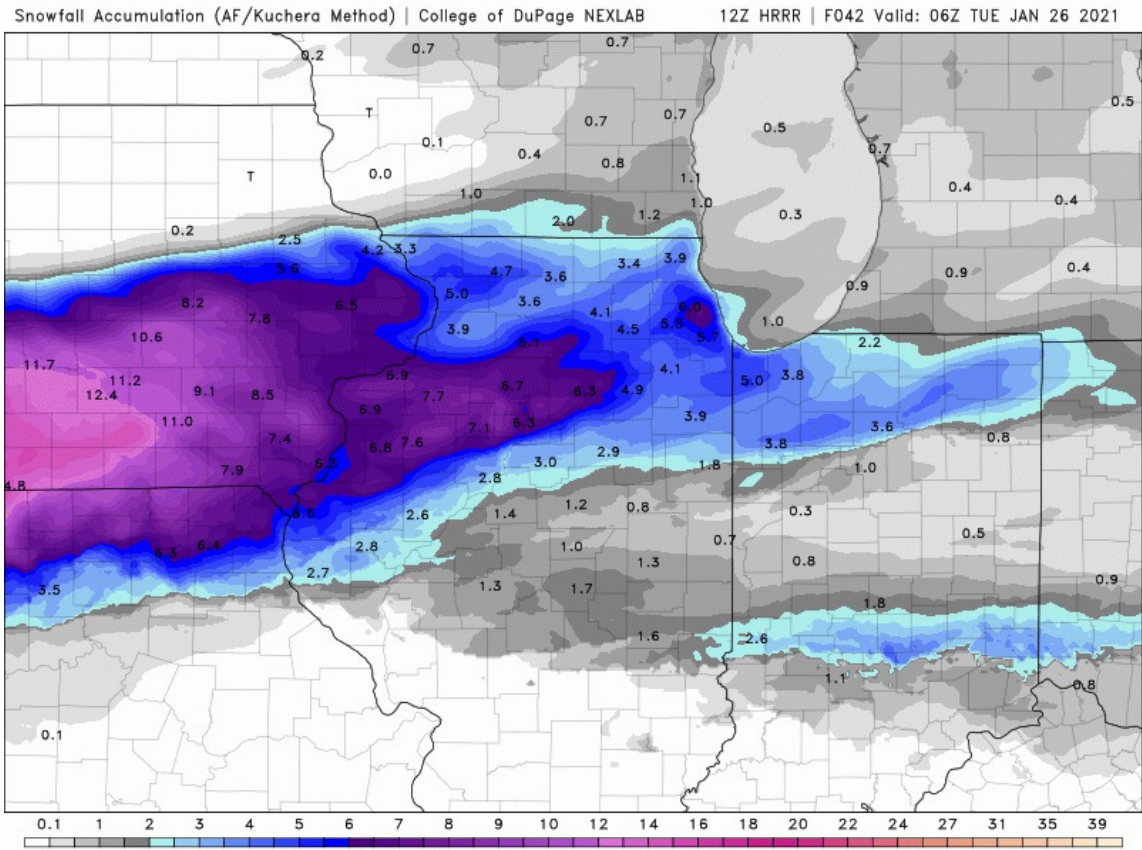 Snowfall Accumulation (AF/Kuchera Method) | College of DuPage NEXLAB 12Z HRRR | F042 Valid: 06Z TUE JAN 26 2021
0.7 0.7
0.2
0.5
T 0.7 0.7
0.5
0.1 0.7
0.4 0.8
T 0.0 1.1 0.4
1.0 1.0 0.4
2.0 1.2 0.3
0.2
2.5 4.2 3.3
5.6 4.7 3.6 3.4 3.9 0.9 0.4
5.0 0.9
8.2 6.5 3.6 6.0
7.8 4.1 1.0
10.6 3.9 4.5 5.5 5.7
6.1 2.2
11.7 4.1
11.2 6.9 6.7 5.0 3.8
12.4 9.1 8.5 7.7 6.3 4.9
6.9 3.9
11.0 7.1 6.3 3.6
7.4 6.8 7.6 3.8 0.8
6.3 3.0 2.9 1.8
7.9 2.8 1.0
4.8
8.5 2.6 1.4 1.2 0.8 0.3
6.3 6.4 2.8 1.0 0.7 0.5
1.3 0.8
2.7 1.3 0.9
3.5 1.7
1.8
1.6 2.6
1.1 0.8
0.1
0.1 1 2 3 4 5 6 7 8 9 10 12 14 16 18 20 22 24 27 31 35 39